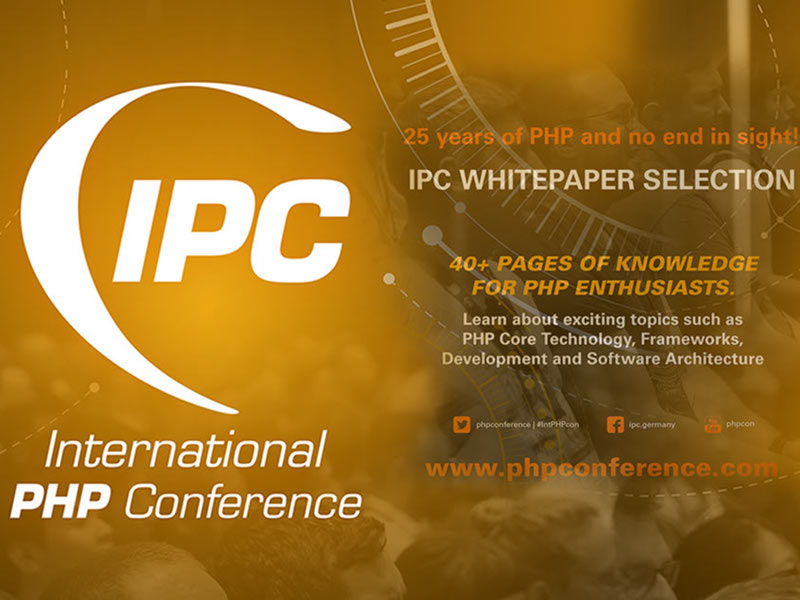 IPC
International
PHP Conference
25 years of PHP and no end in sight!
IPC WHITEPAPER SELECTION
40+ PAGES OF KNOWLEDGE
FOR PHP ENTHUSIASTS.
Learn about exciting topics such as
PHP Core Technology, Frameworks,
Development and Software Architecture
phpconference | #IntPHPcon
ipc.germany
phpcon
www.phpconference.com